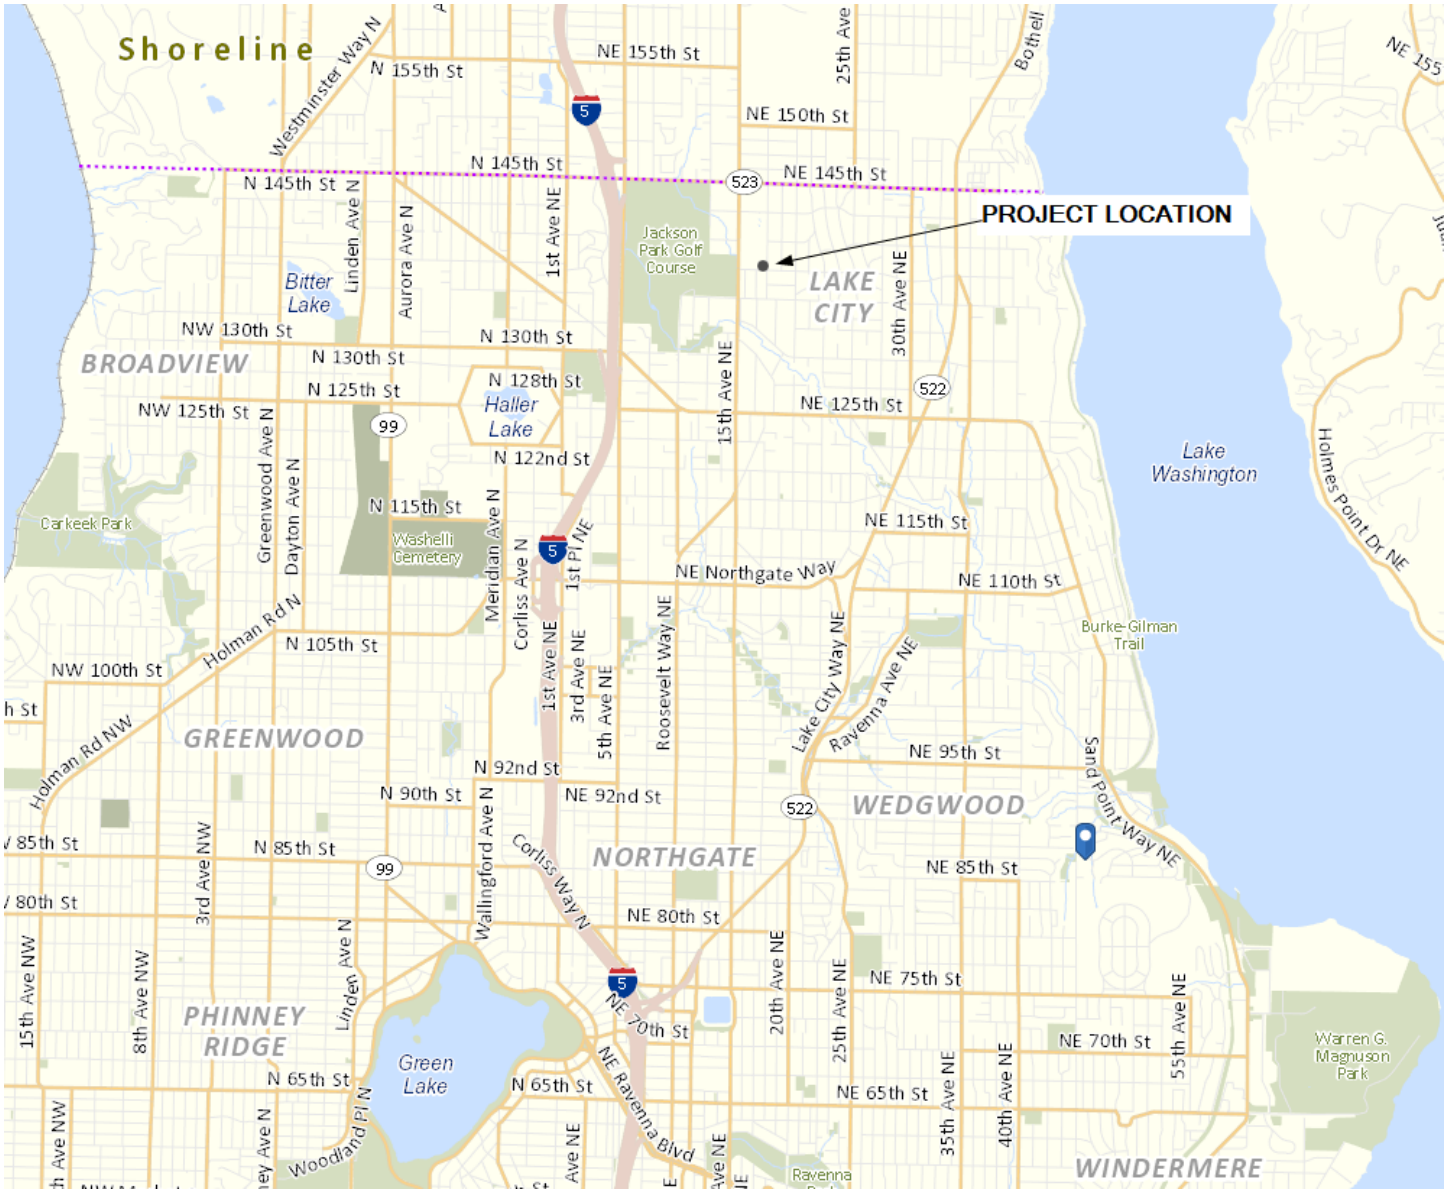 Shoreline
Westminster Way N
N 155th St
NE 155th St
25th Ave
Bothell
NE 155
5
NE 150th St
N 145th St
N 145th St
523
NE 145th St
PROJECT LOCATION
Linden Ave N
Aurora Ave N
1st Ave NE
Jackson
Park Golf
Course
Bitter
Lake
LAKE
CITY
30th Ave NE
NW 130th St
N 130th St
N 130th St
BROADVIEW
N 128th St
N 125th St
NW 125th St
Haller
Lake
15th Ave NE
NE 125th St
522
99
Greenwood Ave N
Dayton Ave N
N 122nd St
Lake
Washington
Holmes Point Dr NE
Carkeek Park
N 115th St
Washelli
Cemetery
Meridian Ave N
Corliss Ave N
5
1st Pl NE
NE 115th St
NE Northgate Way
NE 110th St
Holman Rd N
N 105th St
1st Ave NE
3rd Ave NE
5th Ave NE
Roosevelt Way NE
Lake City Way NE
Ravenna Ave NE
Burke-Gilman
Trail
NW 100th St
h St
Holman Rd NW
GREENWOOD
N 92nd St
NE 92nd St
N 90th St
NE 95th St
Sand Point Way NE
522
WEDGWOOD
3rd Ave NW
85th St
N 85th St
99
Wallingford Ave N
Corliss Way N
NORTHGATE
NE 85th St
80th St
NE 80th St
15th Ave NW
8th Ave NW
Linden Ave N
5
NE 70th St
20th Ave NE
25th Ave NE
NE 75th St
55th Ave NE
PHINNEY
RIDGE
Green
Lake
NE 70th St
Warren G.
Magnuson
Park
N 65th St
N 65th St
NE Ravenna Blvd
NE 65th St
35th Ave NE
40th Ave NE
h Ave NW
ney Ave N
Woodland Pl N
Ave NE
E
Ave NE
NE
Ravenna
WINDERMERE